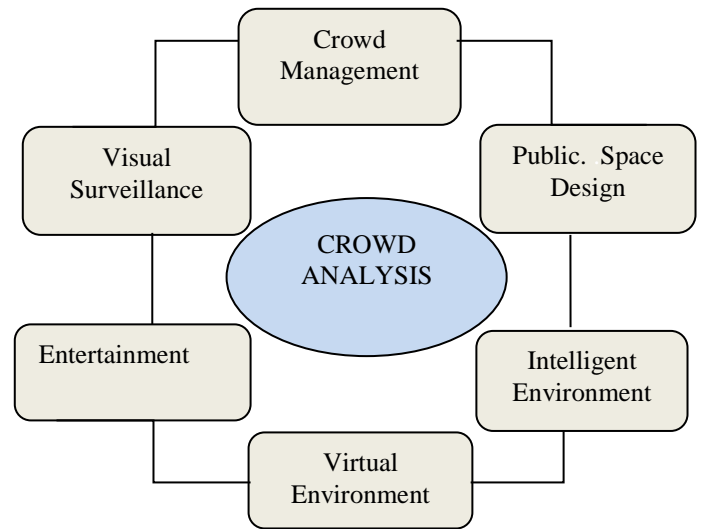 Crowd
Management
Visual
Surveillance
Public. Space
Design
CROWD
ANALYSIS
Entertainment
Intelligent
Environment
Virtual
Environment